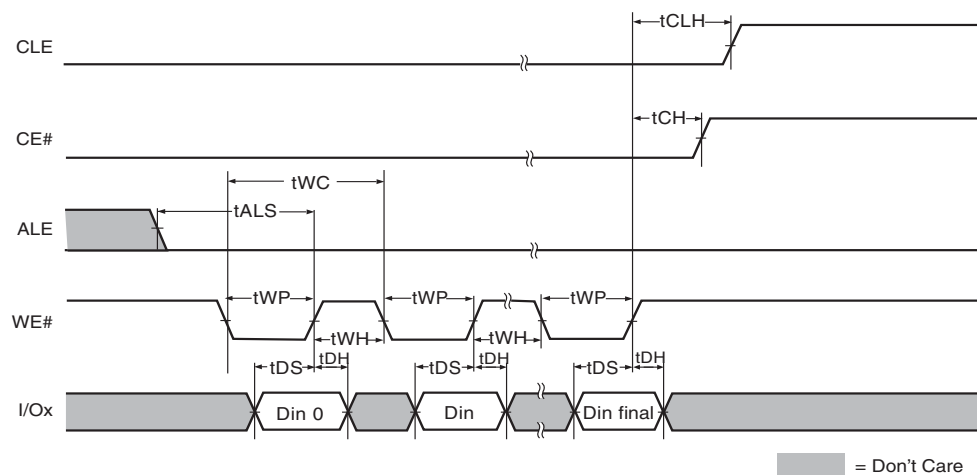 tCLH
CLE
tCH
CE#
tWC
tALS
ALE
tWP tWP tWP
WE#
tWH tWH
tDS tDH tDS tDH tDS tDH
I/Ox Din 0 Din Din final
= Don't Care